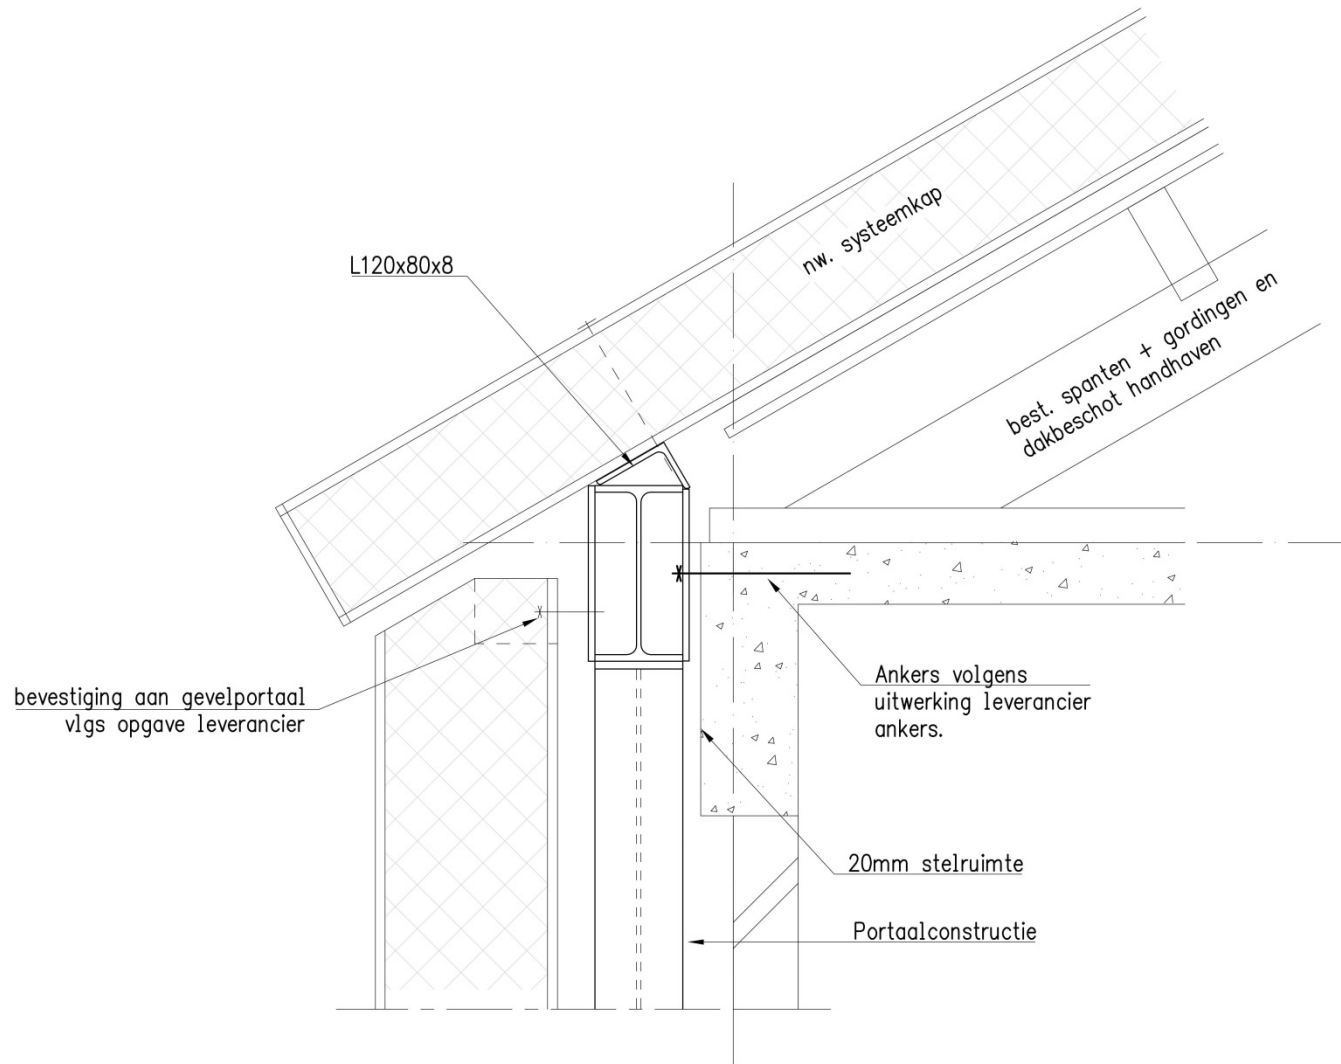 nw. systeemkap
L120x80x8
best. spanten + gordingen en
dakbeschot handhaven
bevestiging aan gevelportaal
vlgs opgave leverancier
Ankers volgens
uitwerking leverancier
ankers.
20mm stelruimte
Portaalconstructie